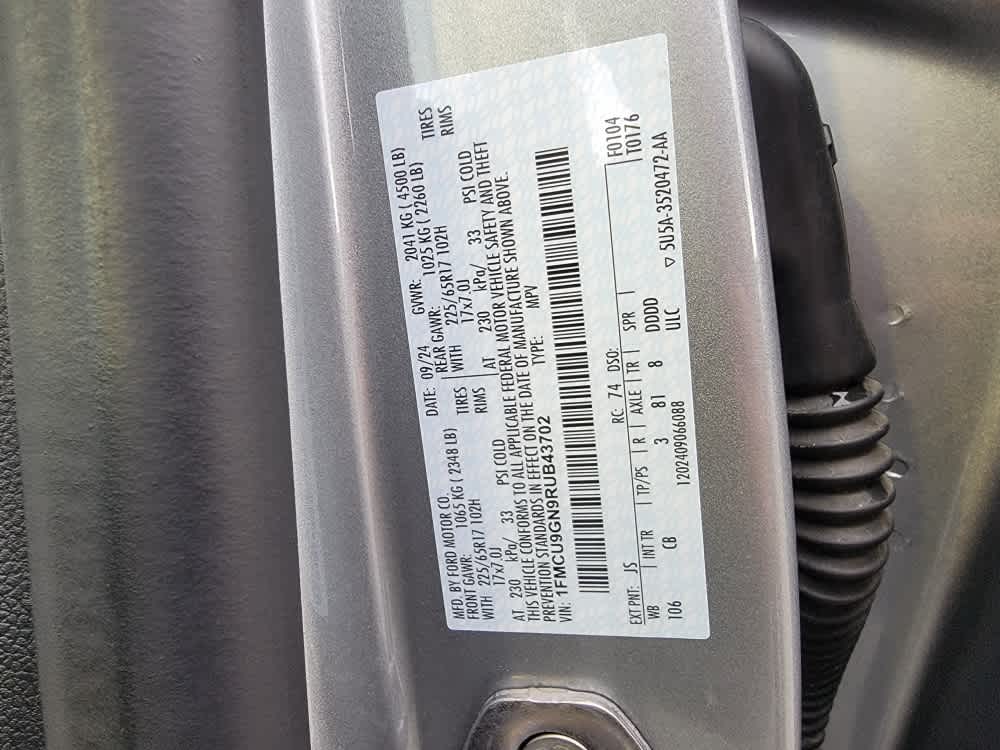 MFD. BY FORD MOTOR CO. DATE: 09/24 GVWR: 2041 KG ( 4500 LB)
FRONT GAWR: 1065 KG ( 2348 LB) REAR GAWR: 1025 KG ( 2260 LB)
WITH 225/65R17 102H TIRES WITH 225/65R17 102H TIRES
17x7.0J RIMS 17x7.0J RIMS
AT 230 kPa/ 33 PSI COLD AT 230 kPa/ 33 PSI COLD
THIS VEHICLE CONFORMS TO ALL APPLICABLE FEDERAL MOTOR VEHICLE SAFETY AND THEFT
PREVENTION STANDARDS IN EFFECT ON THE DATE OF MANUFACTURE SHOWN ABOVE.
VIN: 1FMCU9GN9RUB43702 TYPE: MPV
F0104
EXT PNT: JS RC: 74 DSO: T0176
WB INT TR TP/PS R AXLE TR SPR
106 CB 3 81 8 DDDD
1202409066088 ULC ▽ 5U5A-3520472-AA